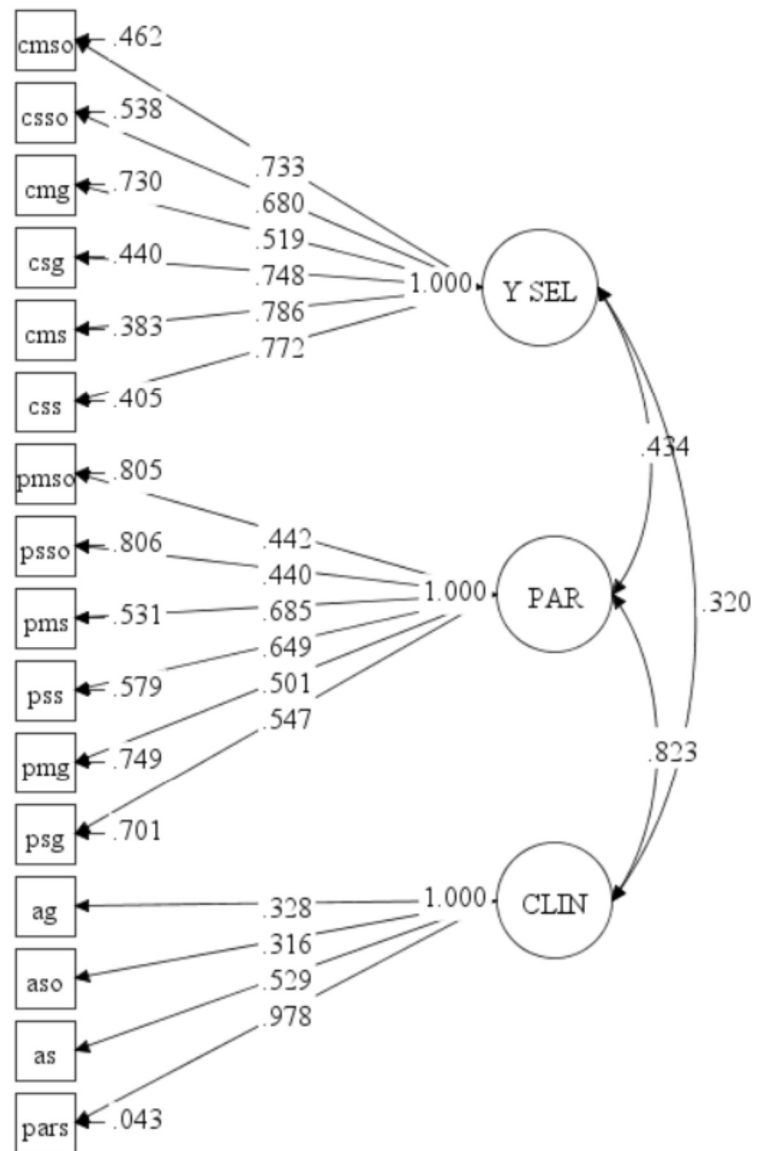 cmso .462
csso .538
.733
cmg .730
.680
.519
csg .440
.748
1.000 Y SEL
cms .383
.786
.772
css .405
.434
pmso .805
.442
psso .806
.440
1.000 PAR
pms .531
.685
.320
.649
pss .579
.501
.547
pmg .749
.823
psg .701
1.000 CLIN
ag
.328
.316
aso
.529
.978
as
pars .043